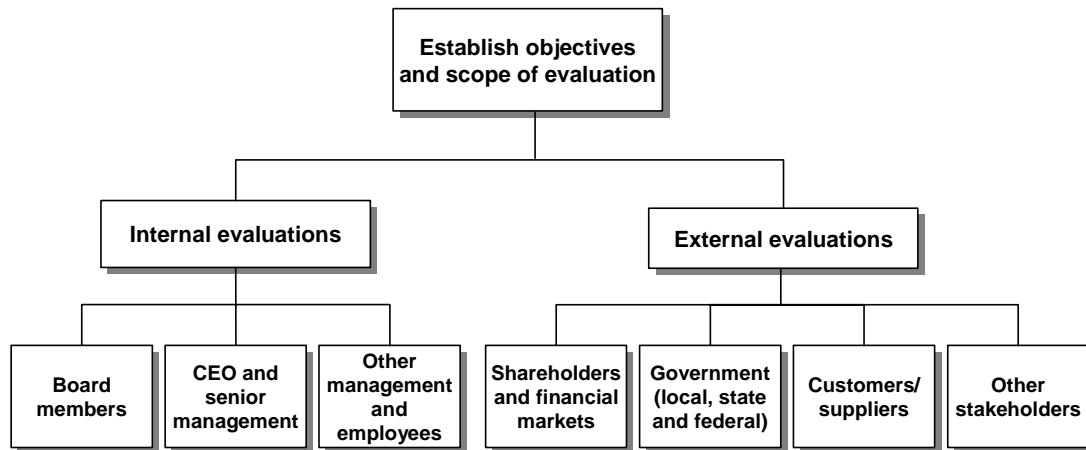 Establish objectives
and scope of evaluation
Internal evaluations
External evaluations
Board
members
CEO and
senior
management
Other
management
and
employees
Shareholders
and financial
markets
Government
(local, state
and federal)
Customers/
suppliers
Other
stakeholders